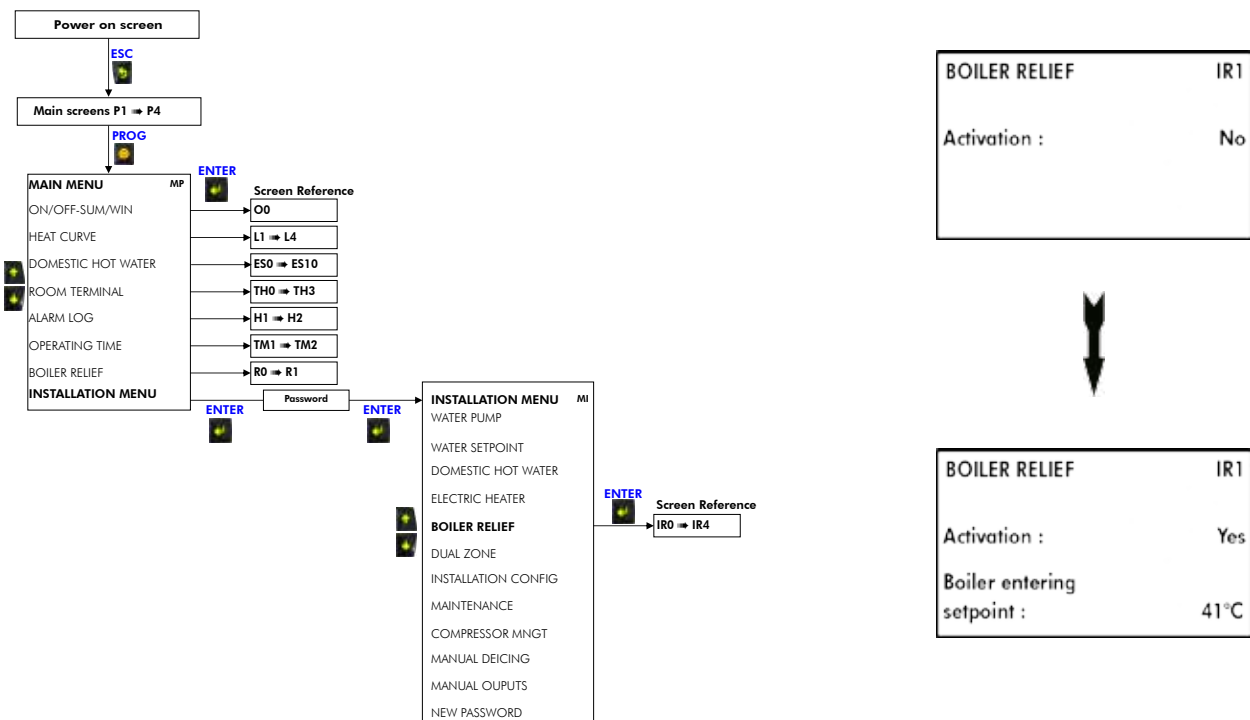 Power on screen
ESC
Main screens P1 ➠ P4
PROG
ENTER
MAIN MENU MP
Screen Reference
ON/OFF-SUM/WIN
O0
HEAT CURVE
L1 ➠ L4
DOMESTIC HOT WATER
ES0 ➠ ES10
ROOM TERMINAL
TH0 ➠ TH3
ALARM LOG
H1 ➠ H2
OPERATING TIME
TM1 ➠ TM2
BOILER RELIEF
R0 ➠ R1
INSTALLATION MENU
ENTER
Password
ENTER
INSTALLATION MENU MI
WATER PUMP
WATER SETPOINT
DOMESTIC HOT WATER
ELECTRIC HEATER
BOILER RELIEF
DUAL ZONE
INSTALLATION CONFIG
MAINTENANCE
COMPRESSOR MNGT
MANUAL DEICING
MANUAL OUPUTS
NEW PASSWORD
ENTER
Screen Reference
IR0 ➠ IR4
BOILER RELIEF IR1
Activation : No
BOILER RELIEF IR1
Activation : Yes
Boiler entering
setpoint : 41°C